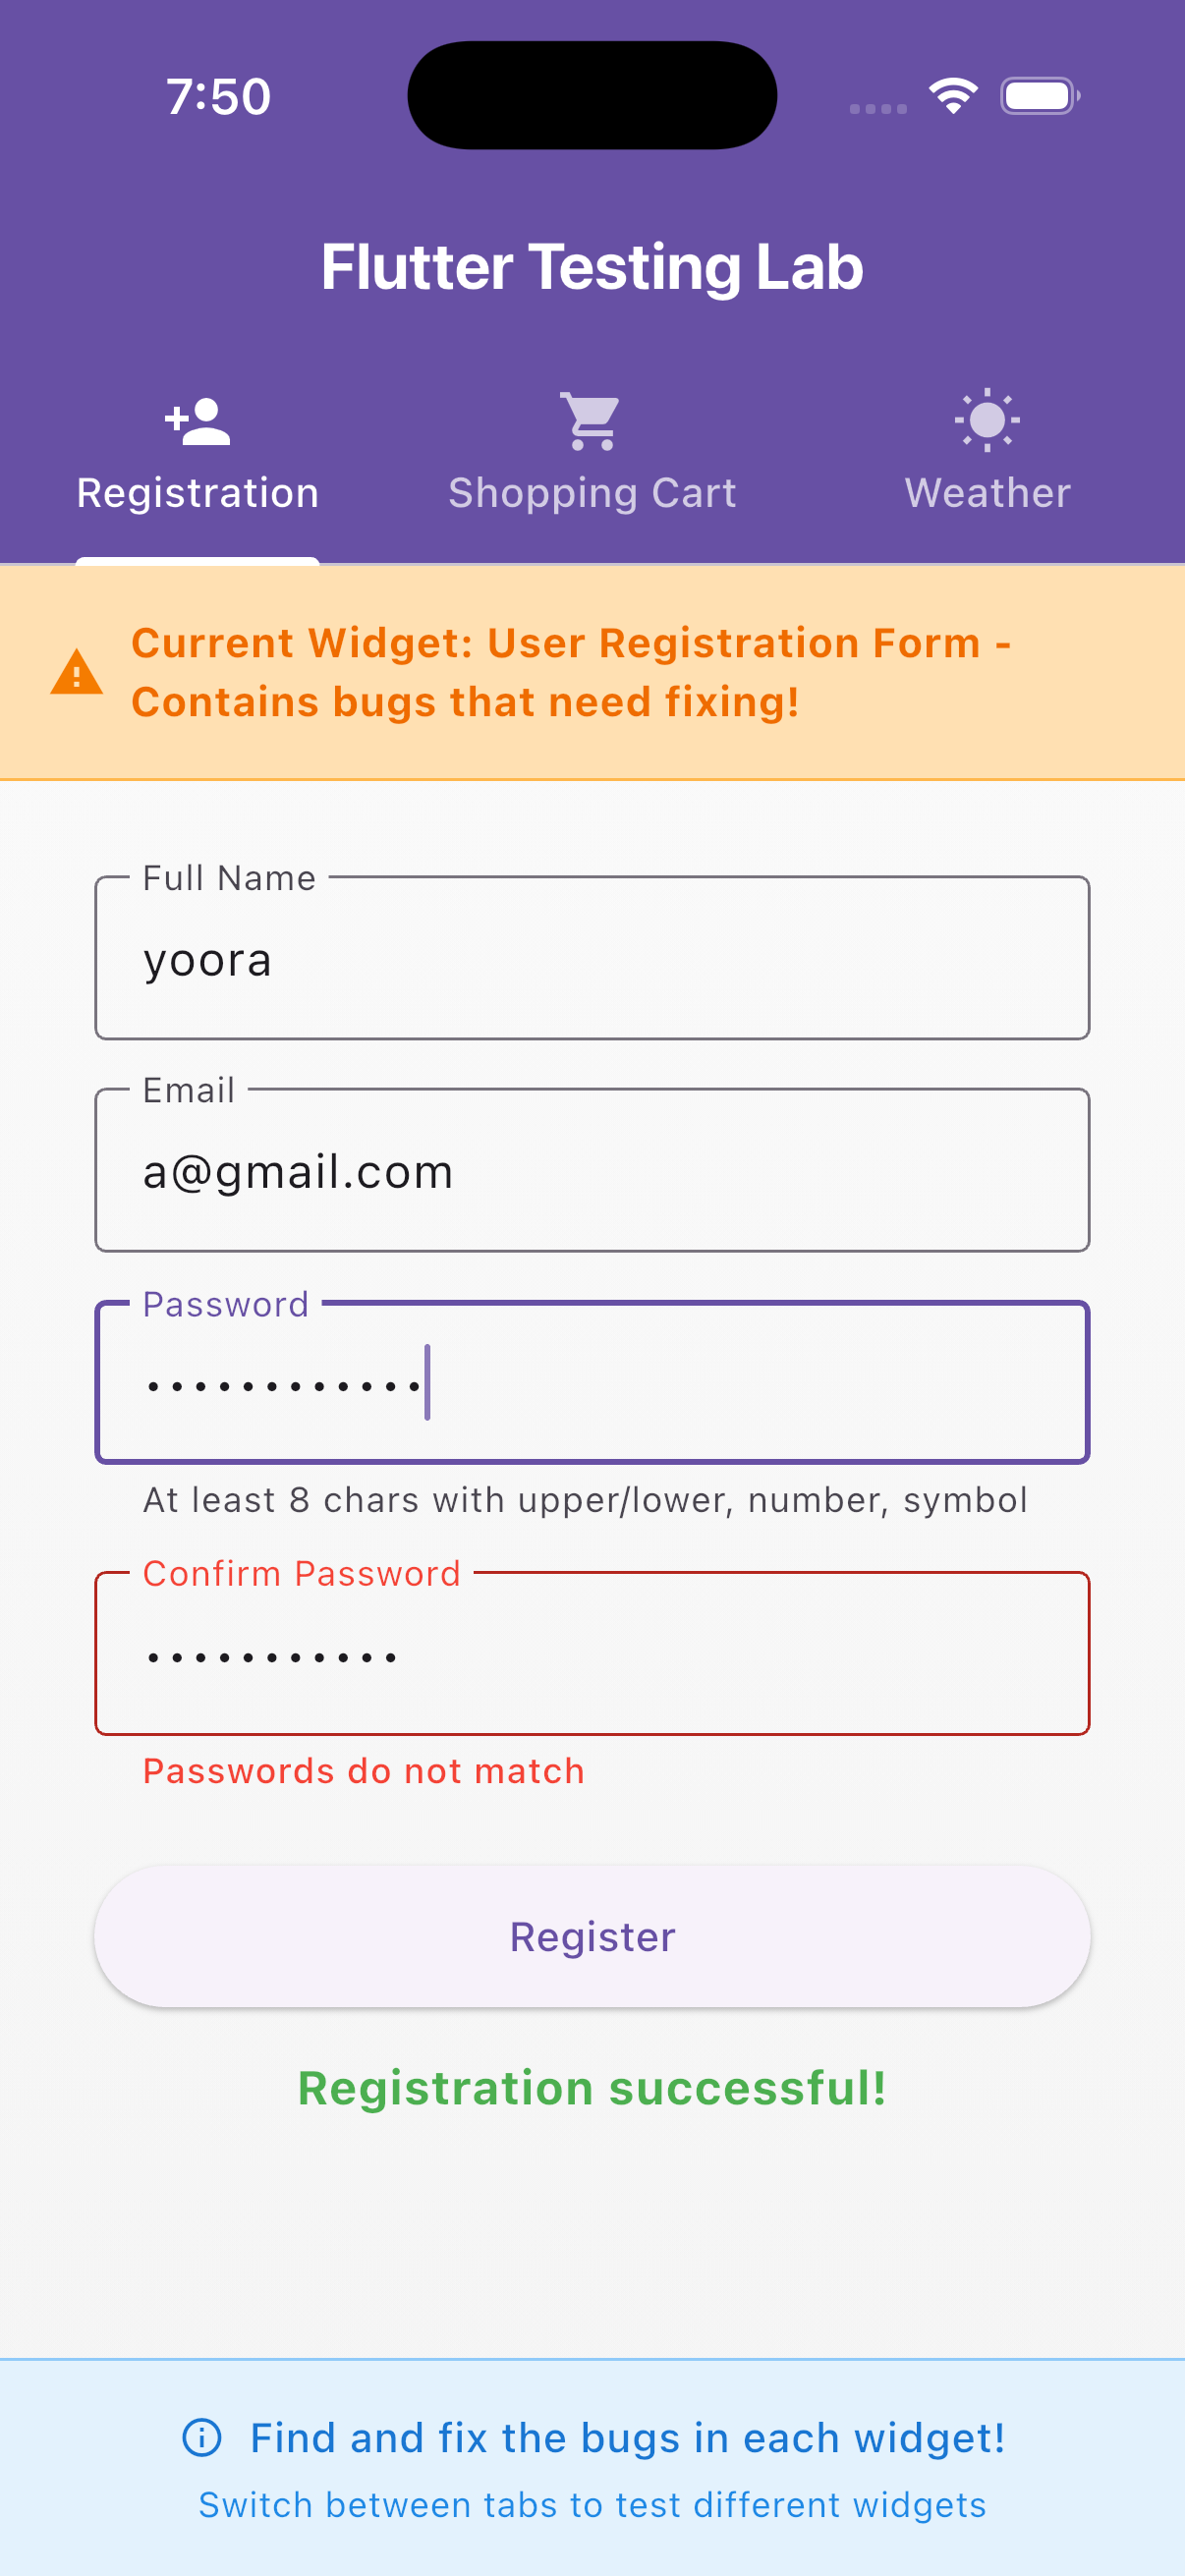 7:50
Flutter Testing Lab
Registration
Shopping Cart
Weather
Current Widget: User Registration Form -
Contains bugs that need fixing!
Full Name
yoora
Email
a@gmail.com
Password
••••••••••••
At least 8 chars with upper/lower, number, symbol
Confirm Password
•••••••••••
Passwords do not match
Register
Registration successful!
Find and fix the bugs in each widget!
Switch between tabs to test different widgets